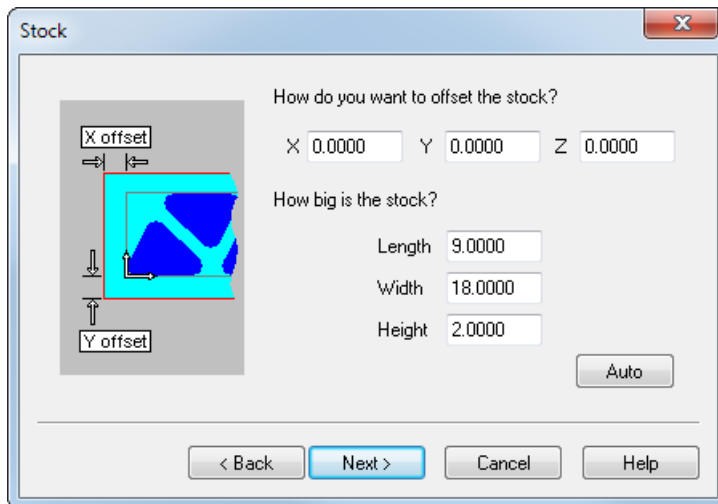 Stock
How do you want to offset the stock?
X offset
X 0.0000 Y 0.0000 Z 0.0000
How big is the stock?
Length 9.0000
Width 18.0000
Height 2.0000
Y offset
Auto
< Back Next > Cancel Help